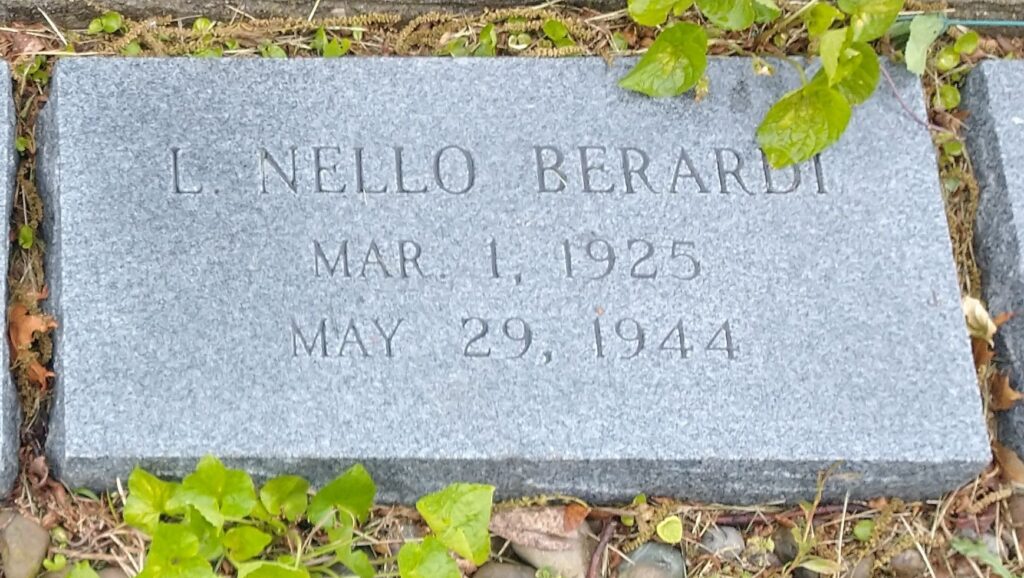 L. NELLO BERARDI
MAR. 1, 1925
MAY 29, 1944